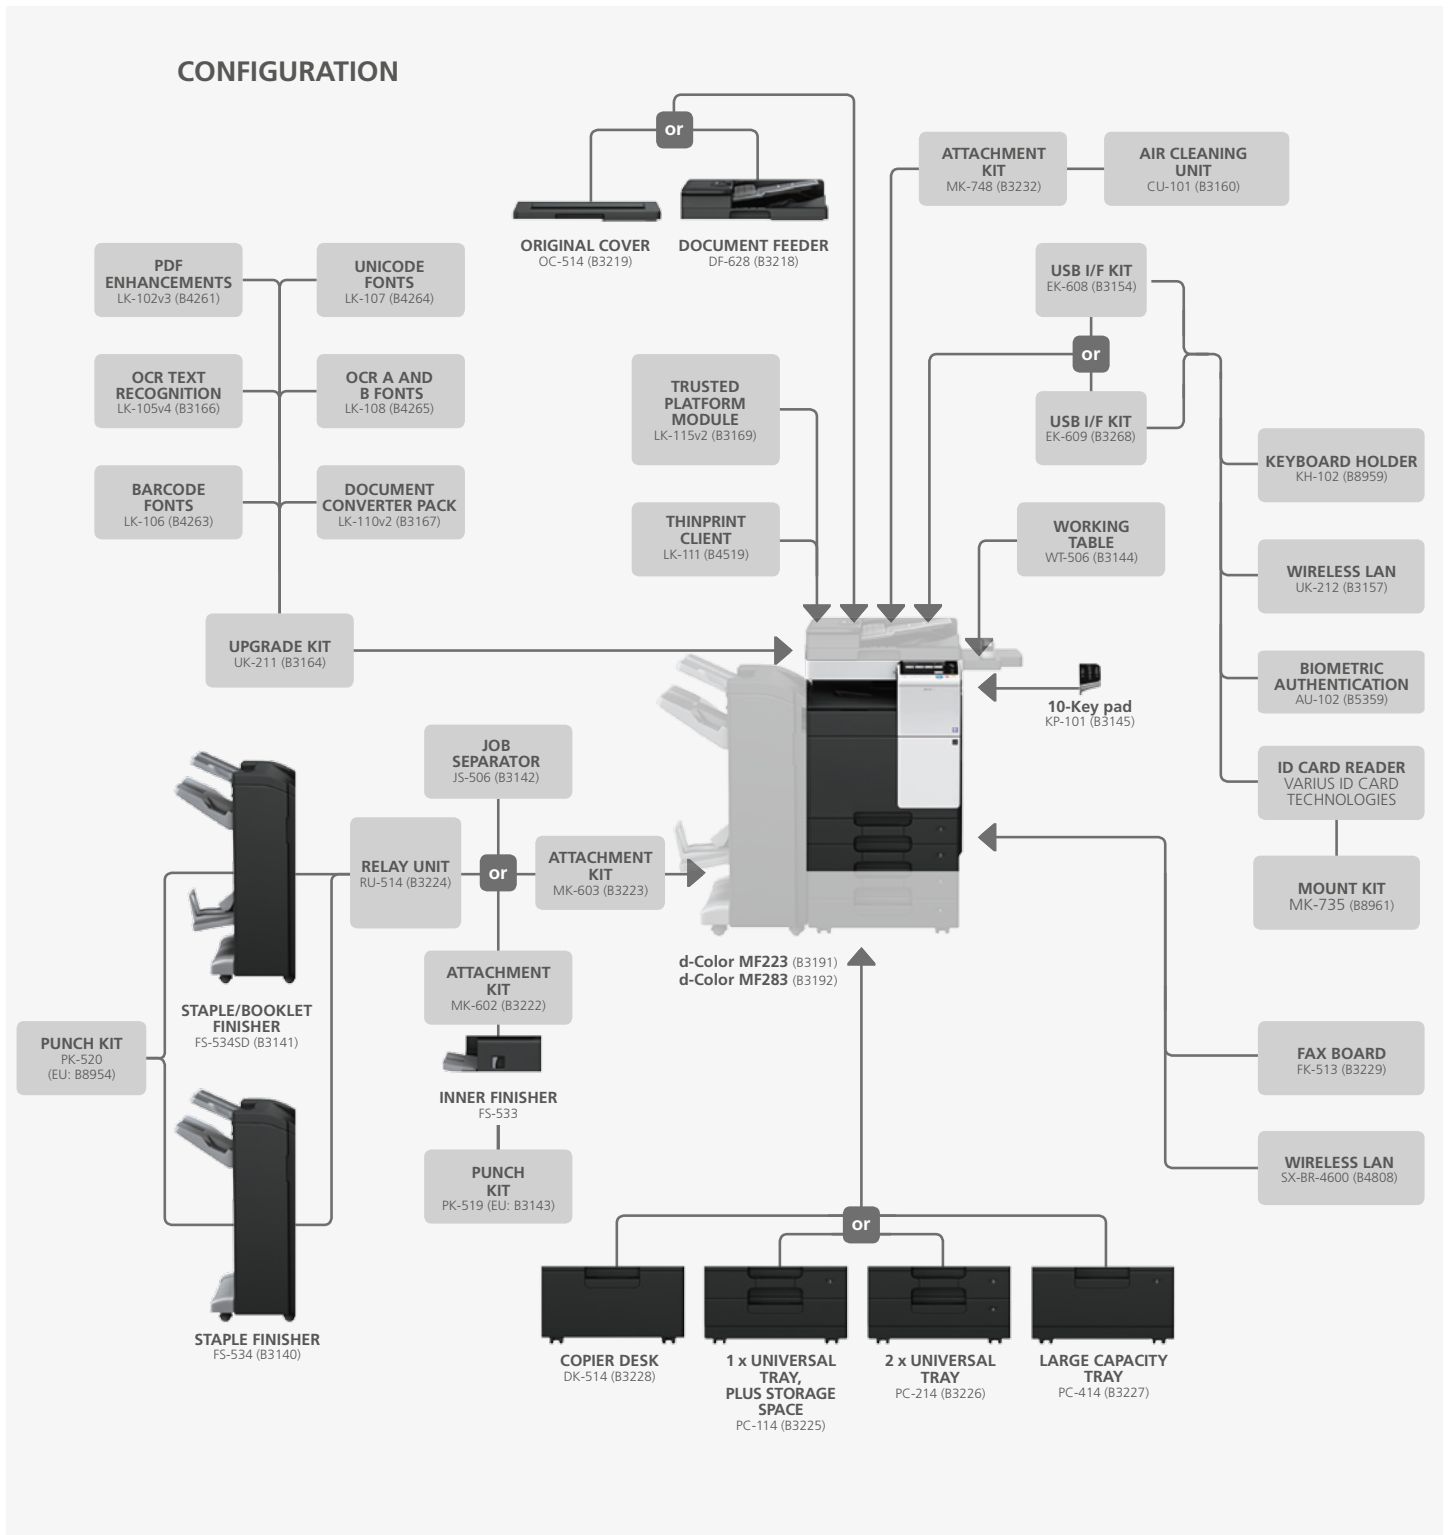 CONFIGURATION
or
ORIGINAL COVER
OC-514 (B3219)
DOCUMENT FEEDER
DF-628 (B3218)
ATTACHMENT
KIT
MK-748 (B3232)
AIR CLEANING
UNIT
CU-101 (B3160)
PDF
ENHANCEMENTS
LK-102v3 (B4261)
UNICODE
FONTS
LK-107 (B4264)
OCR TEXT
RECOGNITION
LK-105v4 (B3166)
OCR A AND
B FONTS
LK-108 (B4265)
BARCODE
FONTS
LK-106 (B4263)
DOCUMENT
CONVERTER PACK
LK-110v2 (B3167)
UPGRADE KIT
UK-211 (B3164)
TRUSTED
PLATFORM
MODULE
LK-115v2 (B3169)
THINPRINT
CLIENT
LK-111 (B4519)
USB I/F KIT
EK-608 (B3154)
or
USB I/F KIT
EK-609 (B3268)
WORKING
TABLE
WT-506 (B3144)
KEYBOARD HOLDER
KH-102 (B8959)
WIRELESS LAN
UK-212 (B3157)
BIOMETRIC
AUTHENTICATION
AU-102 (B5359)
ID CARD READER
VARIUS ID CARD
TECHNOLOGIES
MOUNT KIT
MK-735 (B8961)
10-Key pad
KP-101 (B3145)
JOB
SEPARATOR
JS-506 (B3142)
RELAY UNIT
RU-514 (B3224)
or
ATTACHMENT
KIT
MK-603 (B3223)
ATTACHMENT
KIT
MK-602 (B3222)
INNER FINISHER
FS-533
PUNCH
KIT
PK-519 (EU: B3143)
STAPLE/BOOKLET
FINISHER
FS-534SD (B3141)
PUNCH KIT
PK-520
(EU: B8954)
STAPLE FINISHER
FS-534 (B3140)
d-Color MF223 (B3191)
d-Color MF283 (B3192)
FAX BOARD
FK-513 (B3229)
WIRELESS LAN
SX-BR-4600 (B4808)
or
COPIER DESK
DK-514 (B3228)
1 x UNIVERSAL
TRAY,
PLUS STORAGE
SPACE
PC-114 (B3225)
2 x UNIVERSAL
TRAY
PC-214 (B3226)
LARGE CAPACITY
TRAY
PC-414 (B3227)